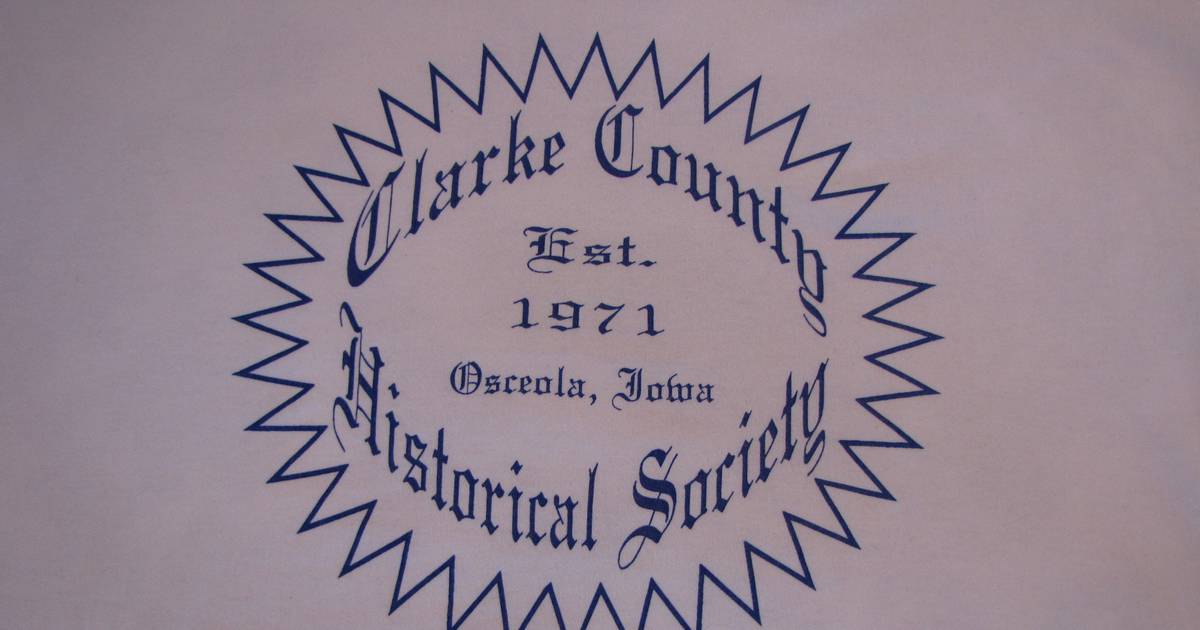 Clarke County
Est.
1971
Osceola, Iowa
Historical Society